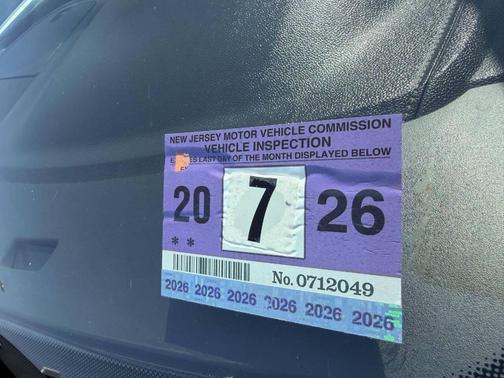 NEW JERSEY MOTOR VEHICLE COMMISSION
VEHICLE INSPECTION
LAST DAY OF THE MONTH DISPLAYED BELOW
20 7 26
* *
No. 0712049
2026 2026 2026 2026 2026 2026